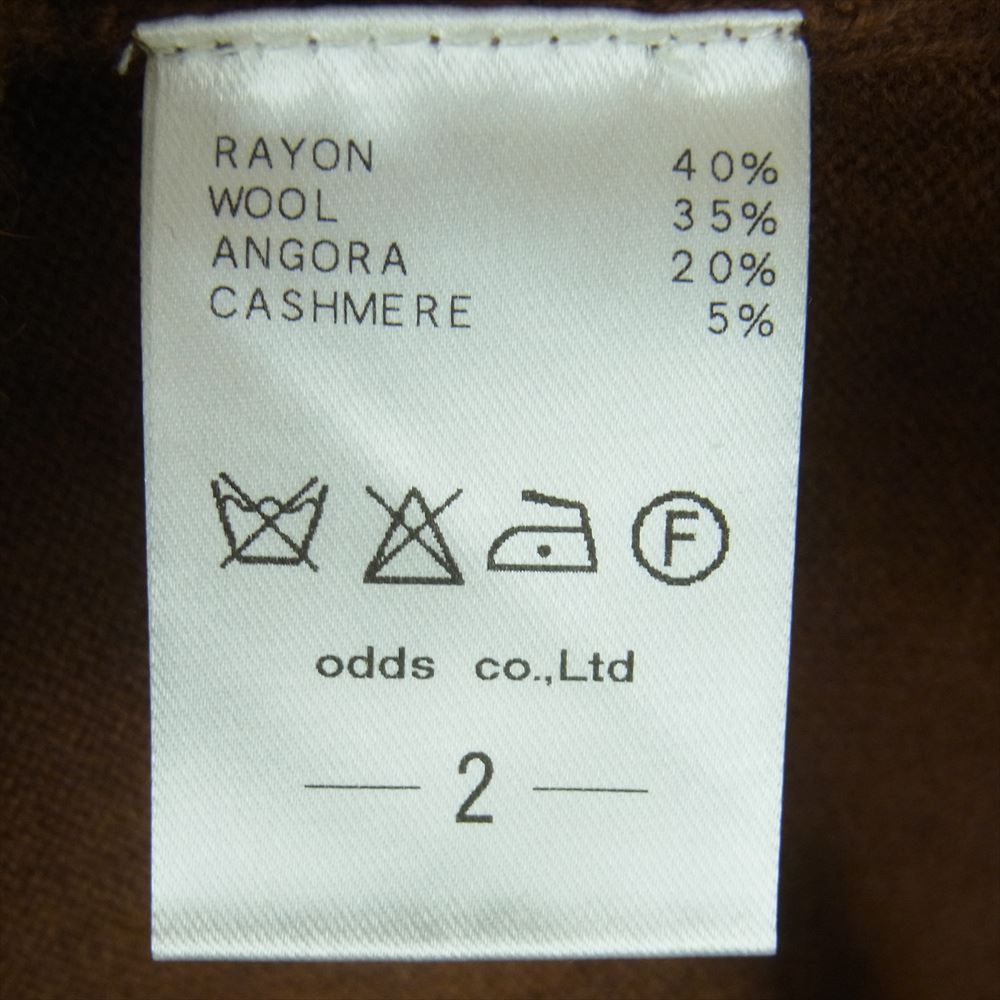 RAYON 40%
WOOL 35%
ANGORA 20%
CASHMERE 5%
F
odds co.,Ltd
2